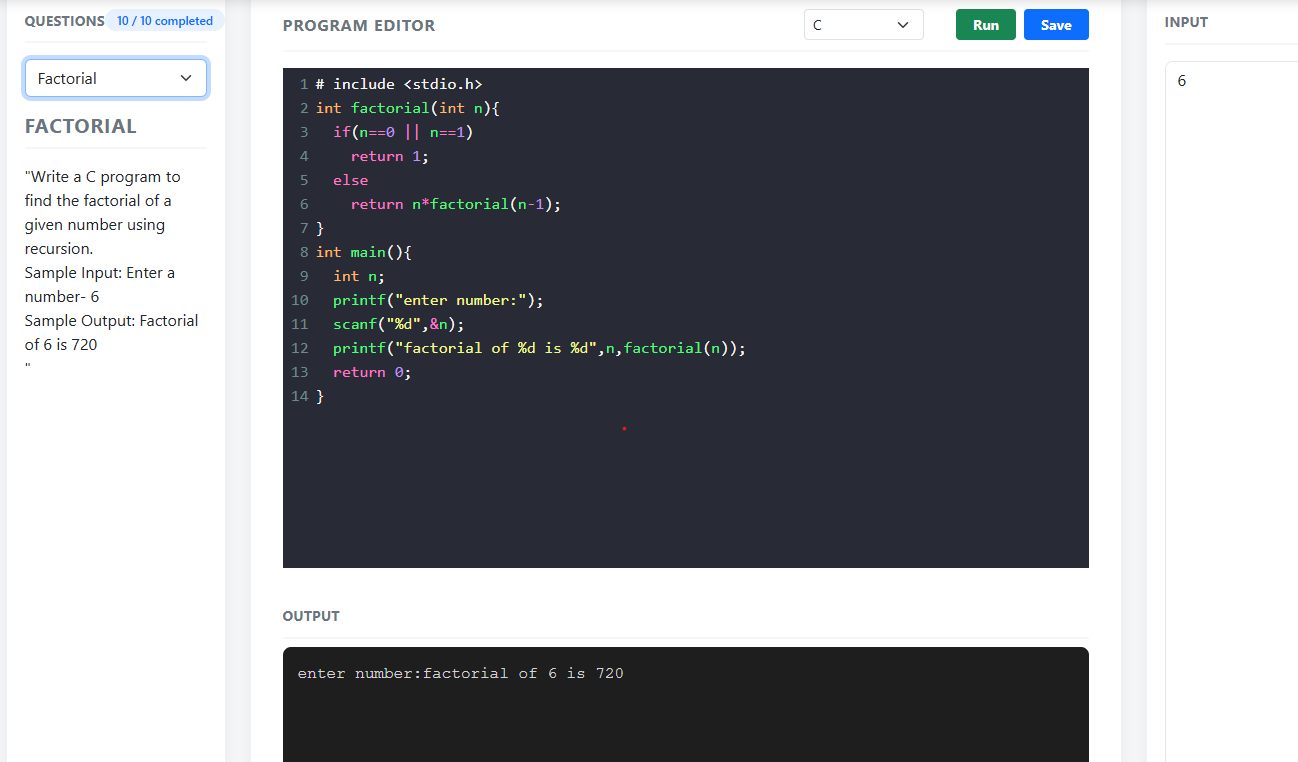 QUESTIONS
10 / 10 completed
Factorial
FACTORIAL
"Write a C program to
find the factorial of a
given number using
recursion.
Sample Input: Enter a
number- 6
Sample Output: Factorial
of 6 is 720
"
PROGRAM EDITOR
C
Run
Save
1 # include <stdio.h>
2 int factorial(int n){
3   if(n==0 || n==1)
4     return 1;
5   else
6     return n*factorial(n-1);
7 }
8 int main(){
9   int n;
10   printf("enter number:");
11   scanf("%d",&n);
12   printf("factorial of %d is %d",n,factorial(n));
13   return 0;
14 }
OUTPUT
enter number:factorial of 6 is 720
INPUT
6